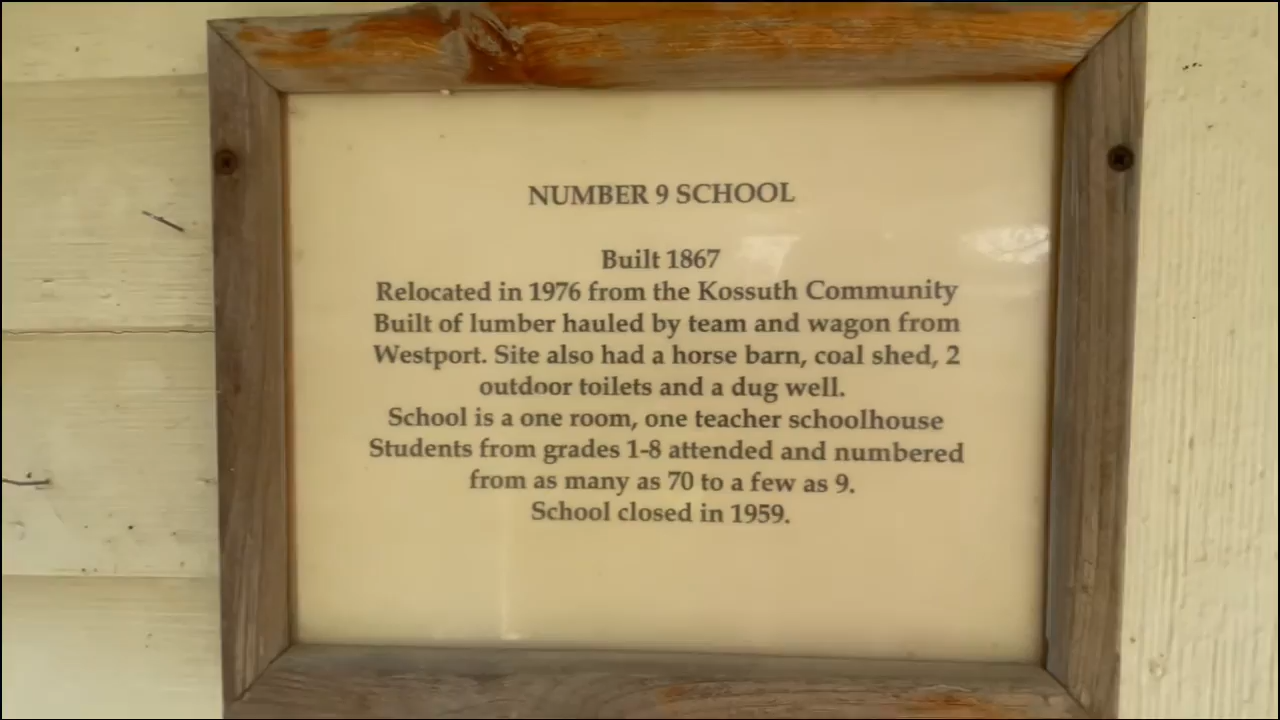 NUMBER 9 SCHOOL
Built 1867
Relocated in 1976 from the Kossuth Community
Built of lumber hauled by team and wagon from
Westport. Site also had a horse barn, coal shed, 2
outdoor toilets and a dug well.
School is a one room, one teacher schoolhouse
Students from grades 1-8 attended and numbered
from as many as 70 to a few as 9.
School closed in 1959.